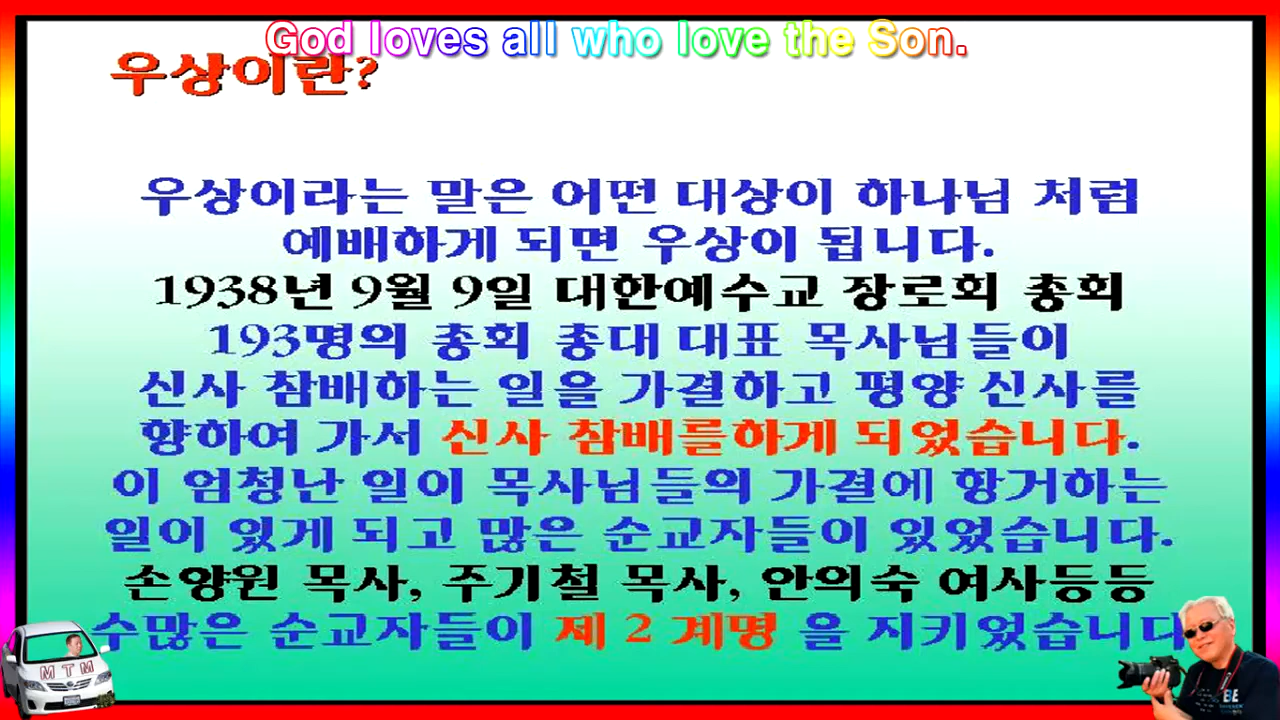 God loves all who love the Son.
우상이란?
우상이라는 말은 어떤 대상이 하나님 처럼
예배하게 되면 우상이 됩니다.
1938년 9월 9일 대한예수교 장로회 총회
193명의 총회 총대 대표 목사님들이
신사 참배하는 일을 가결하고 평양 신사를
향하여 가서 신사 참배를하게 되었습니다.
이 엄청난 일이 목사님들의 가결에 항거하는
일이 있게 되고 많은 순교자들이 있었습니다.
손양원 목사, 주기철 목사, 안의숙 여사등등
수많은 순교자들이 제 2 계명 을 지키었습니다
MTM